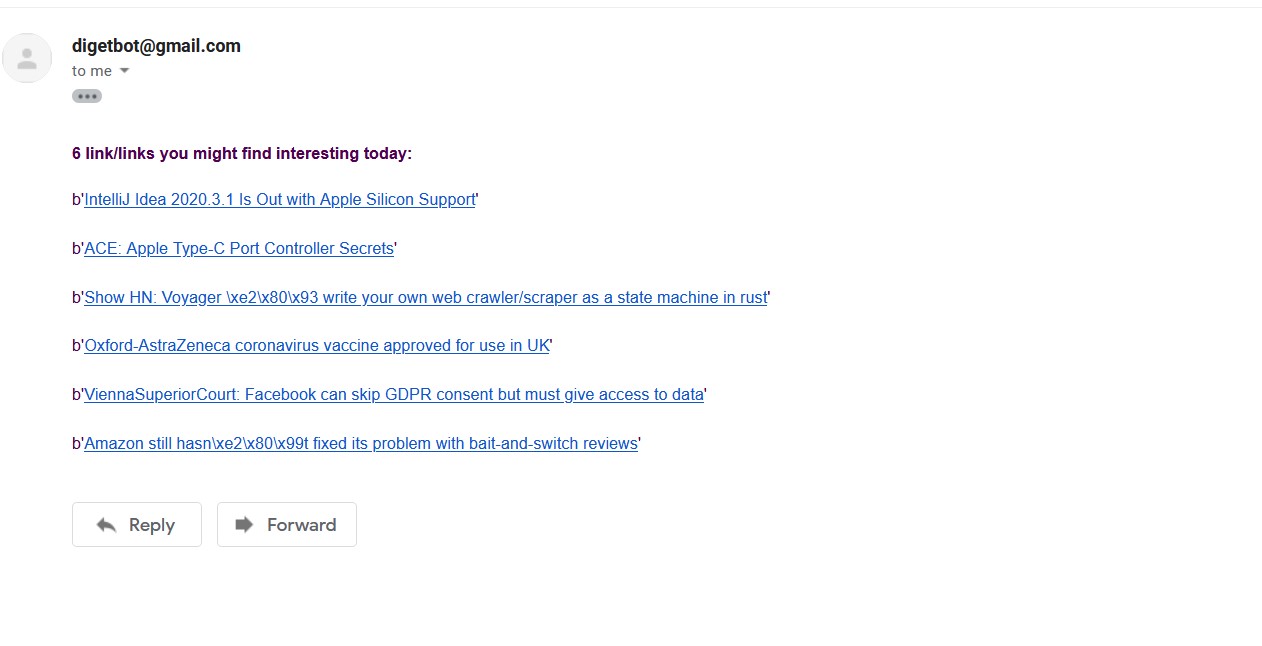 digetbot@gmail.com
to me
6 link/links you might find interesting today:
b'IntelliJ Idea 2020.3.1 Is Out with Apple Silicon Support'
b'ACE: Apple Type-C Port Controller Secrets'
b'Show HN: Voyager \xe2\x80\x93 write your own web crawler/scraper as a state machine in rust'
b'Oxford-AstraZeneca coronavirus vaccine approved for use in UK'
b'ViennaSuperiorCourt: Facebook can skip GDPR consent but must give access to data'
b'Amazon still hasn\xe2\x80\x99t fixed its problem with bait-and-switch reviews'
Reply Forward